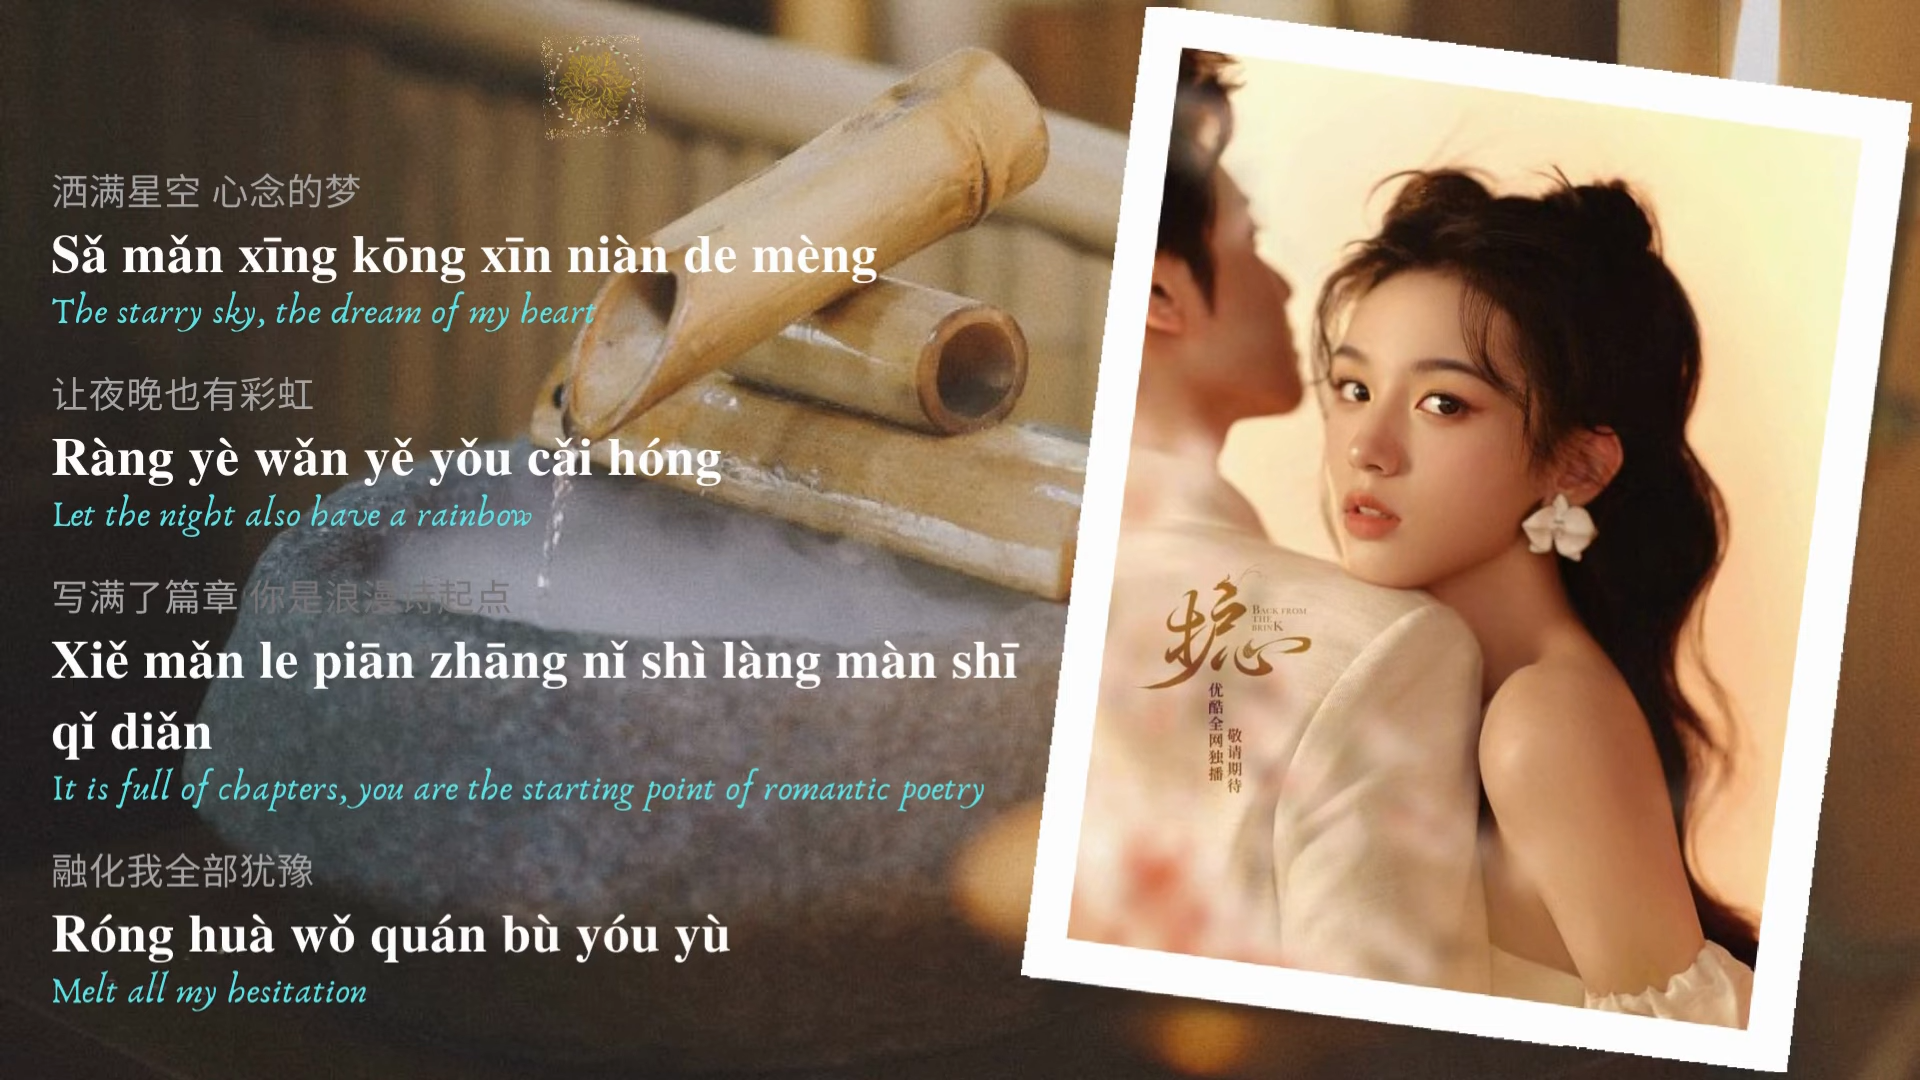 洒满星空 心念的梦
Sǎ mǎn xīng kōng xīn niàn de mèng
The starry sky, the dream of my heart
让夜晚也有彩虹
Ràng yè wǎn yě yǒu cǎi hóng
Let the night also have a rainbow
写满了篇章 你是浪漫诗起点
Xiě mǎn le piān zhāng nǐ shì làng màn shī
qǐ diǎn
It is full of chapters, you are the starting point of romantic poetry
融化我全部犹豫
Róng huà wǒ quán bù yóu yù
Melt all my hesitation
护心
BACK FROM
THE
BRINK
优酷全网独播
敬请期待